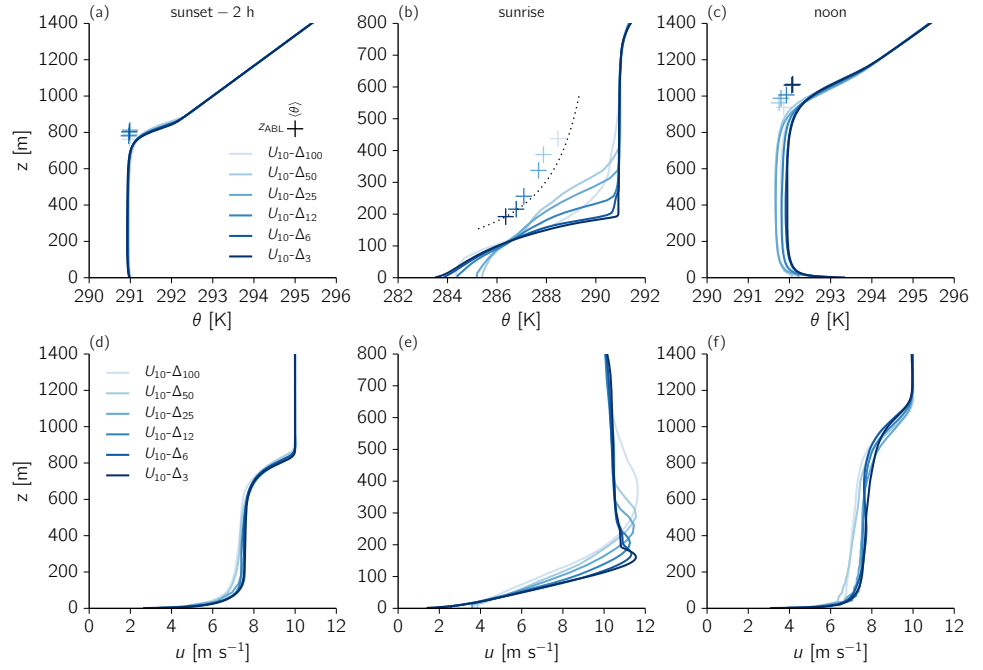 (a) sunset − 2 h
(b) sunrise
(c) noon
1400
1200
1000
800
600
400
200
0
z [m]
z_ABL ⟨θ⟩
U₁₀-Δ₁₀₀
U₁₀-Δ₅₀
U₁₀-Δ₂₅
U₁₀-Δ₁₂
U₁₀-Δ₆
U₁₀-Δ₃
290 291 292 293 294 295 296
θ [K]
800
700
600
500
400
300
200
100
0
282 284 286 288 290 292
θ [K]
1400
1200
1000
800
600
400
200
0
290 291 292 293 294 295 296
θ [K]
(d)
(e)
(f)
1400
1200
1000
800
600
400
200
0
z [m]
U₁₀-Δ₁₀₀
U₁₀-Δ₅₀
U₁₀-Δ₂₅
U₁₀-Δ₁₂
U₁₀-Δ₆
U₁₀-Δ₃
0 2 4 6 8 10 12
u [m s⁻¹]
800
700
600
500
400
300
200
100
0
0 2 4 6 8 10 12
u [m s⁻¹]
1400
1200
1000
800
600
400
200
0
0 2 4 6 8 10 12
u [m s⁻¹]